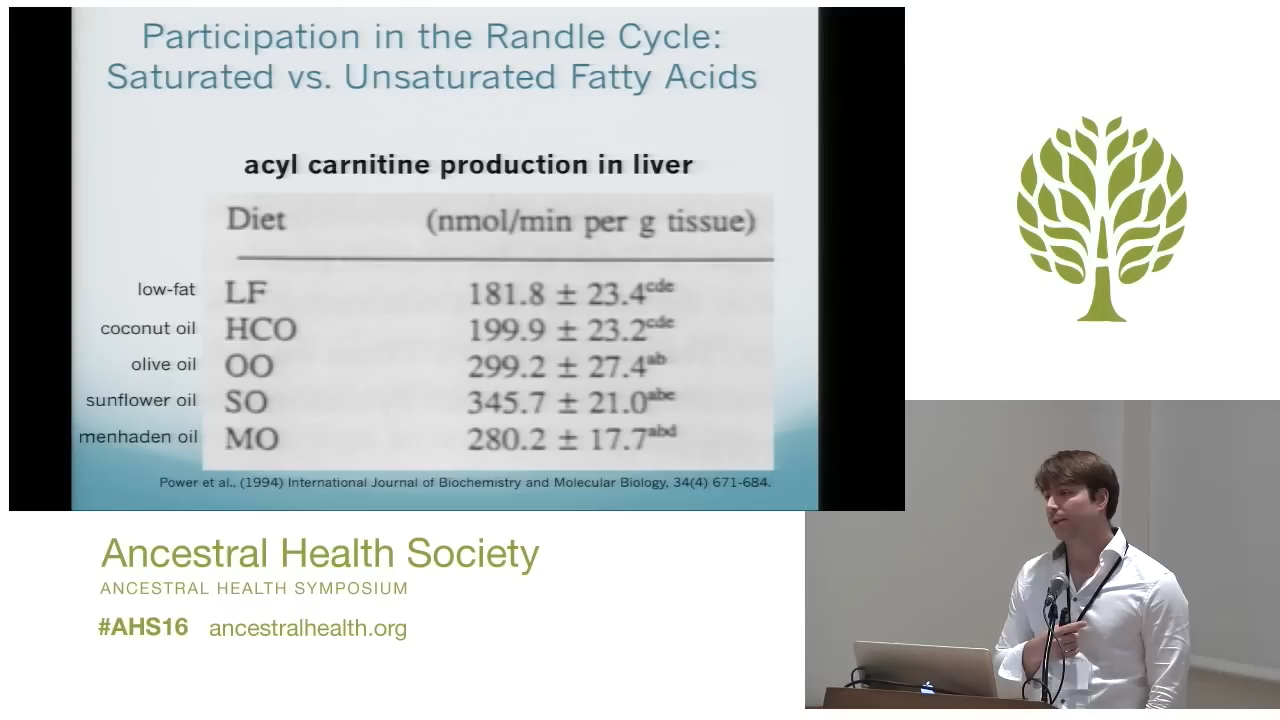 Participation in the Randle Cycle:
Saturated vs. Unsaturated Fatty Acids
acyl carnitine production in liver
Diet (nmol/min per g tissue)
low-fat LF 181.8 ± 23.4cde
coconut oil HCO 199.9 ± 23.2cde
olive oil OO 299.2 ± 27.4ab
sunflower oil SO 345.7 ± 21.0abe
menhaden oil MO 280.2 ± 17.7abd
Power et al., (1994) International Journal of Biochemistry and Molecular Biology, 34(4) 671-684.
Ancestral Health Society
ANCESTRAL HEALTH SYMPOSIUM
#AHS16 ancestralhealth.org